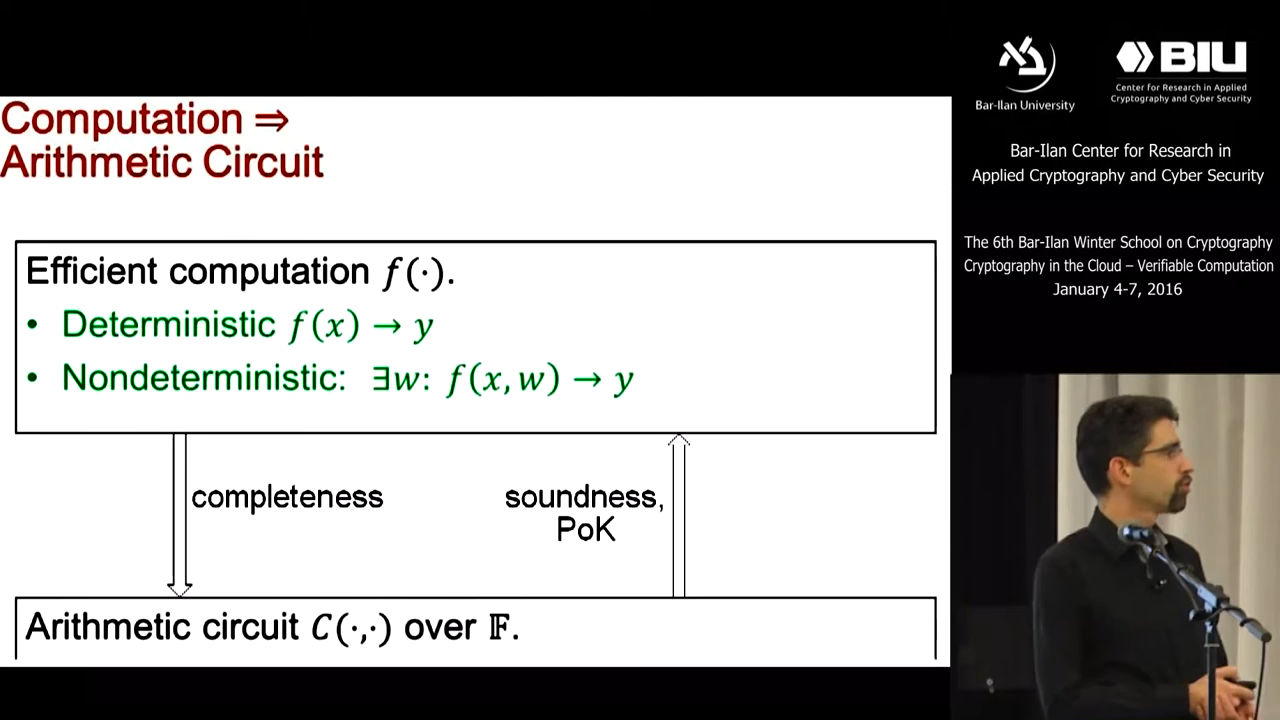 Computation ⇒
Arithmetic Circuit
Efficient computation f(·).
• Deterministic f(x) → y
• Nondeterministic: ∃w: f(x, w) → y
completeness
soundness,
PoK
Arithmetic circuit C(·,·) over 𝔽.
Bar-Ilan University
BIU
Center for Research in Applied
Cryptography and Cyber Security
Bar-Ilan Center for Research in
Applied Cryptography and Cyber Security
The 6th Bar-Ilan Winter School on Cryptography
Cryptography in the Cloud – Verifiable Computation
January 4-7, 2016